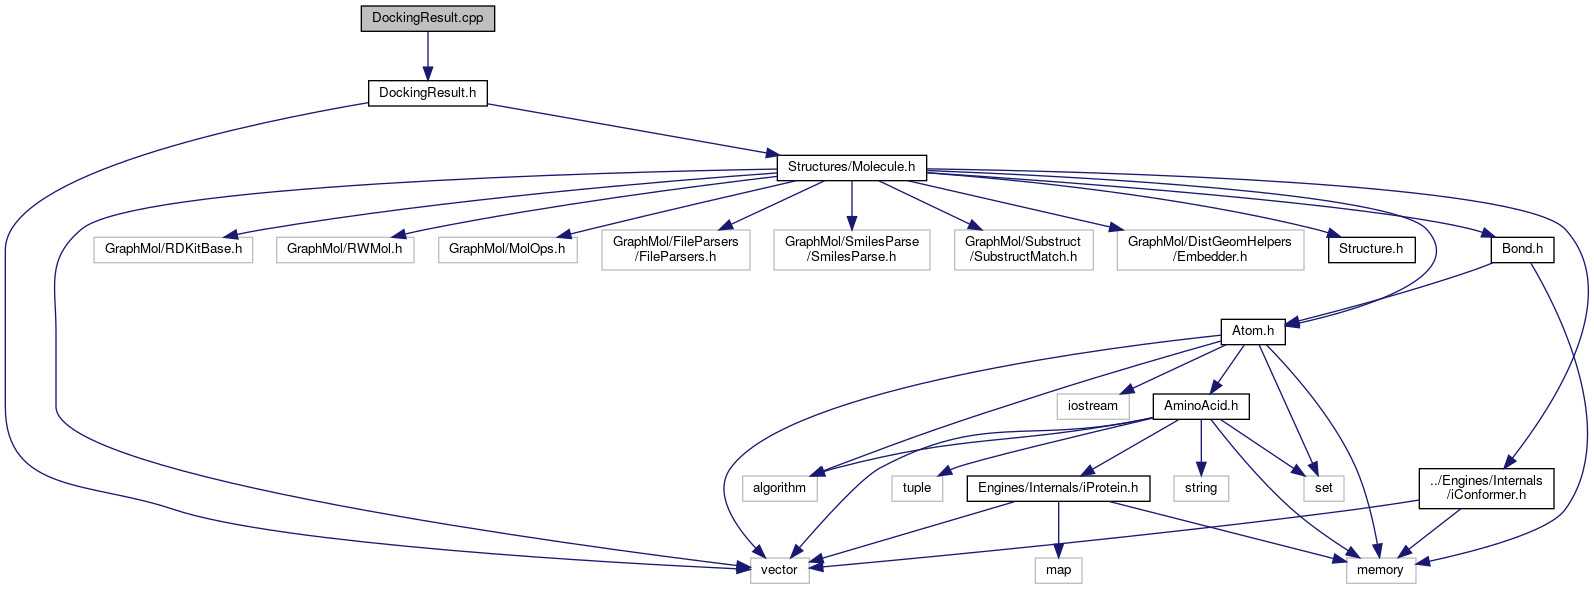 DockingResult.cpp
DockingResult.h
Structures/Molecule.h
GraphMol/RDKitBase.h
GraphMol/RWMol.h
GraphMol/MolOps.h
GraphMol/FileParsers
/FileParsers.h
GraphMol/SmilesParse
/SmilesParse.h
GraphMol/Substruct
/SubstructMatch.h
GraphMol/DistGeomHelpers
/Embedder.h
Structure.h
Bond.h
Atom.h
iostream
AminoAcid.h
algorithm
tuple
Engines/Internals/iProtein.h
string
set
../Engines/Internals
/iConformer.h
vector
map
memory